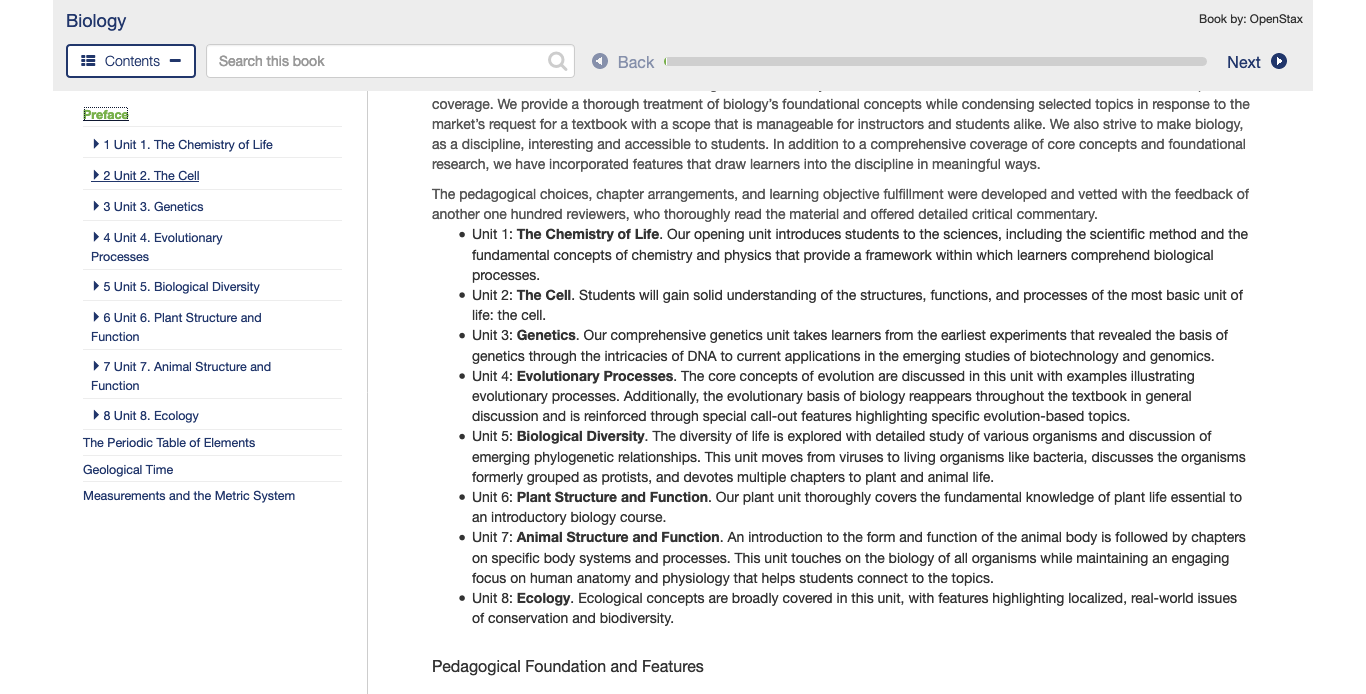 Biology
Book by: OpenStax
Contents
Search this book
Back
Next
Preface
1 Unit 1. The Chemistry of Life
2 Unit 2. The Cell
3 Unit 3. Genetics
4 Unit 4. Evolutionary
Processes
5 Unit 5. Biological Diversity
6 Unit 6. Plant Structure and
Function
7 Unit 7. Animal Structure and
Function
8 Unit 8. Ecology
The Periodic Table of Elements
Geological Time
Measurements and the Metric System
coverage. We provide a thorough treatment of biology’s foundational concepts while condensing selected topics in response to the
market’s request for a textbook with a scope that is manageable for instructors and students alike. We also strive to make biology,
as a discipline, interesting and accessible to students. In addition to a comprehensive coverage of core concepts and foundational
research, we have incorporated features that draw learners into the discipline in meaningful ways.
The pedagogical choices, chapter arrangements, and learning objective fulfillment were developed and vetted with the feedback of
another one hundred reviewers, who thoroughly read the material and offered detailed critical commentary.
• Unit 1: The Chemistry of Life. Our opening unit introduces students to the sciences, including the scientific method and the
fundamental concepts of chemistry and physics that provide a framework within which learners comprehend biological
processes.
• Unit 2: The Cell. Students will gain solid understanding of the structures, functions, and processes of the most basic unit of
life: the cell.
• Unit 3: Genetics. Our comprehensive genetics unit takes learners from the earliest experiments that revealed the basis of
genetics through the intricacies of DNA to current applications in the emerging studies of biotechnology and genomics.
• Unit 4: Evolutionary Processes. The core concepts of evolution are discussed in this unit with examples illustrating
evolutionary processes. Additionally, the evolutionary basis of biology reappears throughout the textbook in general
discussion and is reinforced through special call-out features highlighting specific evolution-based topics.
• Unit 5: Biological Diversity. The diversity of life is explored with detailed study of various organisms and discussion of
emerging phylogenetic relationships. This unit moves from viruses to living organisms like bacteria, discusses the organisms
formerly grouped as protists, and devotes multiple chapters to plant and animal life.
• Unit 6: Plant Structure and Function. Our plant unit thoroughly covers the fundamental knowledge of plant life essential to
an introductory biology course.
• Unit 7: Animal Structure and Function. An introduction to the form and function of the animal body is followed by chapters
on specific body systems and processes. This unit touches on the biology of all organisms while maintaining an engaging
focus on human anatomy and physiology that helps students connect to the topics.
• Unit 8: Ecology. Ecological concepts are broadly covered in this unit, with features highlighting localized, real-world issues
of conservation and biodiversity.
Pedagogical Foundation and Features